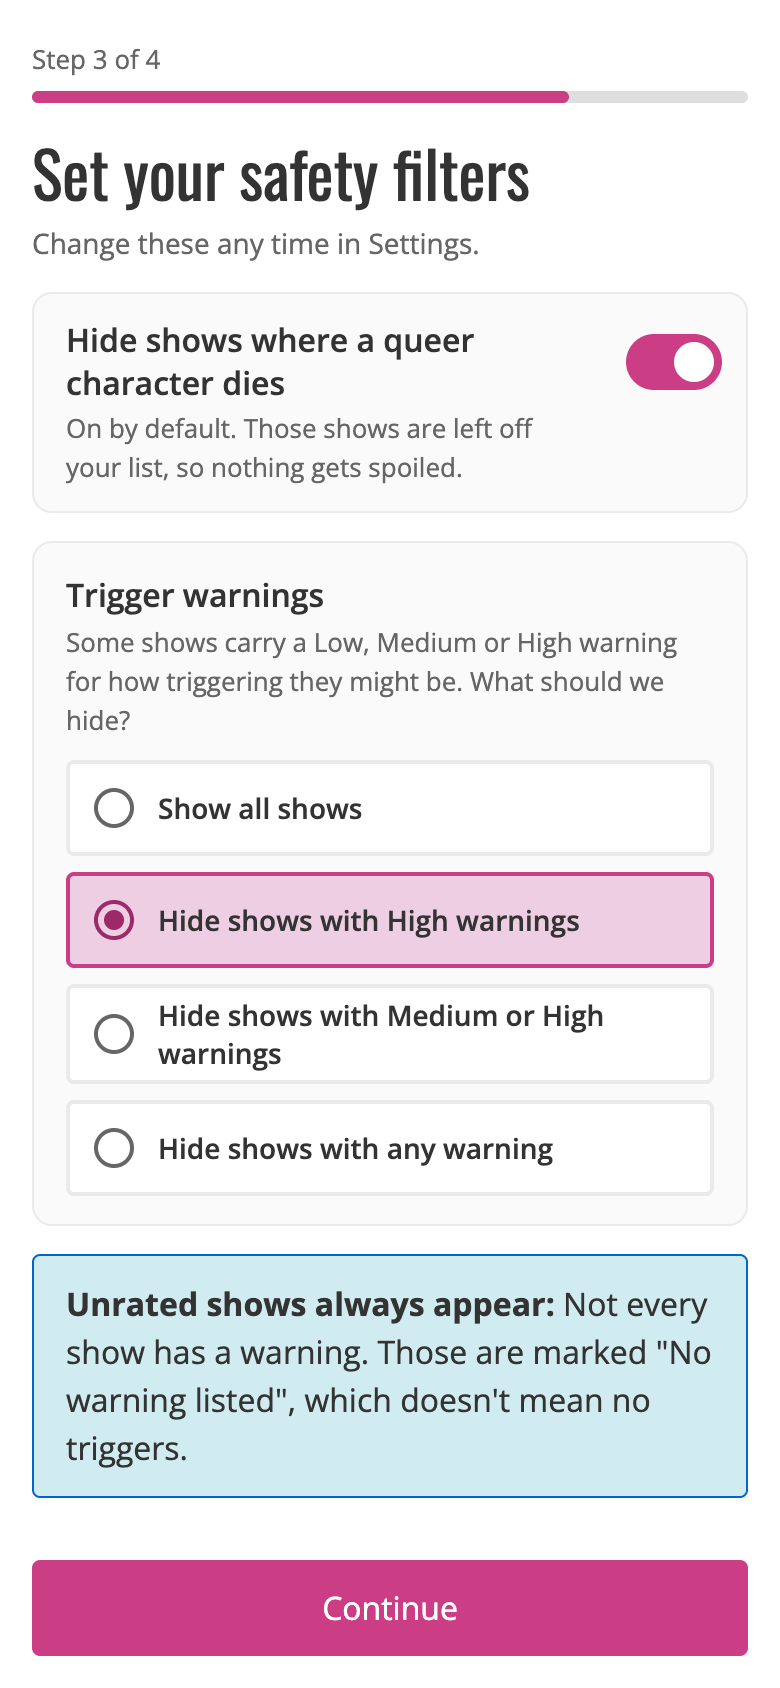 Step 3 of 4
Set your safety filters
Change these any time in Settings.
Hide shows where a queer
character dies
On by default. Those shows are left off
your list, so nothing gets spoiled.
Trigger warnings
Some shows carry a Low, Medium or High warning
for how triggering they might be. What should we
hide?
Show all shows
Hide shows with High warnings
Hide shows with Medium or High
warnings
Hide shows with any warning
Unrated shows always appear: Not every
show has a warning. Those are marked "No
warning listed", which doesn't mean no
triggers.
Continue